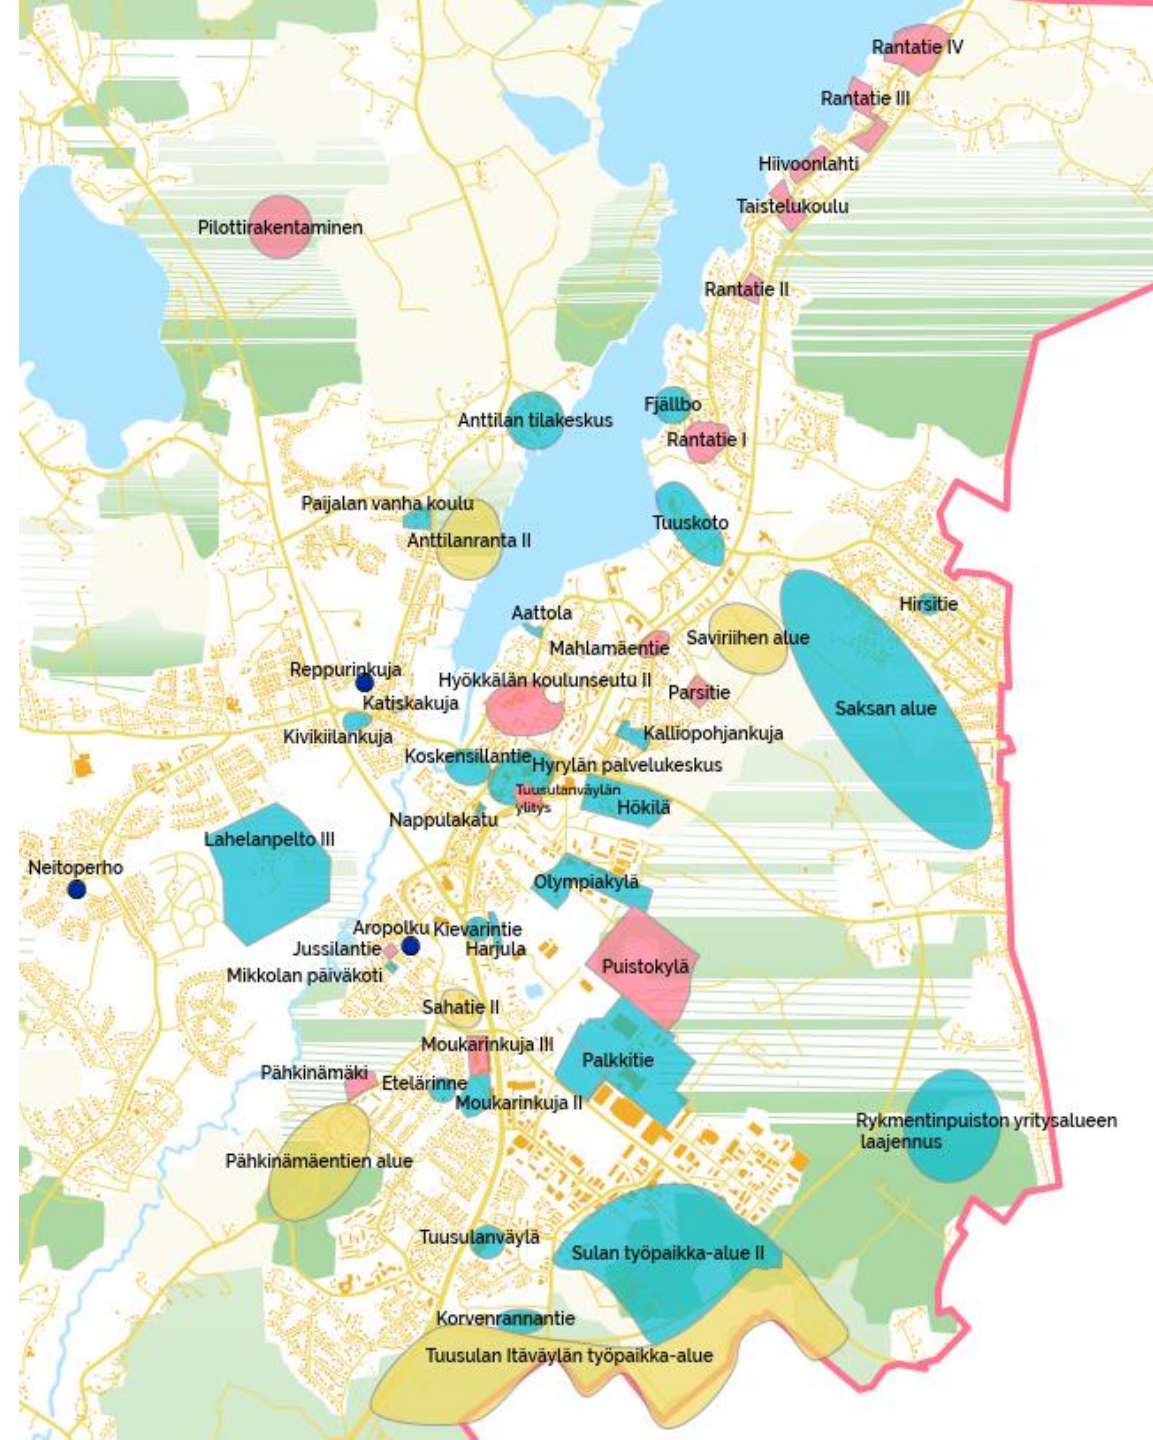 Rantatie IV
Rantatie III
Hiivoonlahti
Taistelukoulu
Pilottirakentaminen
Rantatie II
Fjällbo
Anttilan tilakeskus
Rantatie I
Paijalan vanha koulu
Tuuskoto
Anttilanranta II
Hirsitie
Aattola
Saviriihen alue
Mahlamäentie
Reppurinkuja
Hyökkälän koulunseutu II
Parsitie
Katiskakuja
Saksan alue
Kivikiilankuja
Kalliopohjankuja
Koskensillantie
Hyrylän palvelukeskus
Tuusulanväylän
ylitys
Hökilä
Nappulakatu
Lahelanpelto III
Neitoperho
Olympiakylä
Aropolku
Kievarintie
Jussilantie
Harjula
Puistokylä
Mikkolan päiväkoti
Sahatie II
Moukarinkuja III
Palkkitie
Pähkinämäki
Etelärinne
Moukarinkuja II
Rykmentinpuiston yritysalueen
laajennus
Pähkinämäentien alue
Tuusulanväylä
Sulan työpaikka-alue II
Korvenrannantie
Tuusulan Itäväylän työpaikka-alue